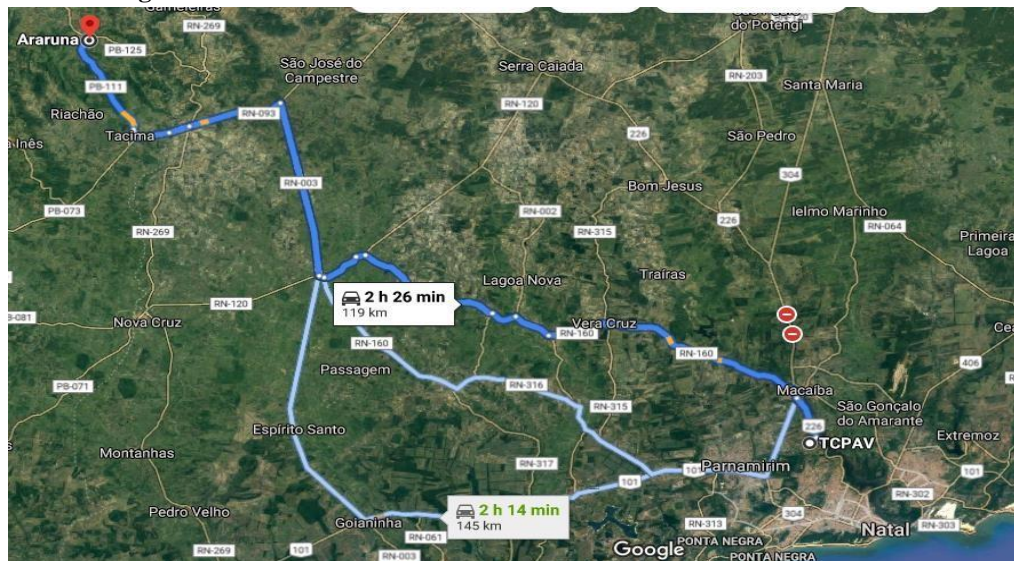 Cameleiras
RN-269
Araruna
PB-125
São José do
Campestre
Serra Caiada
do Potengi
RN-203
Santa Maria
PB-111
Riachão
RN-093
RN-120
Tacima
226
São Pedro
Inês
304
RN-003
Bom Jesus
Ielmo Marinho
PB-073
RN-002
226
RN-064
RN-269
RN-315
Primeira
Lagoa
Lagoa Nova
Traíras
2 h 26 min
119 km
RN-120
B-081
Nova Cruz
Vera Cruz
RN-160
RN-160
RN-160
406
Passagem
PB-071
RN-316
Macaíba
RN-315
São Gonçalo
do Amarante
226
TCPAV
Espírito Santo
Extremoz
Montanhas
RN-317
101
Parnamirim
101
101
RN-302
2 h 14 min
145 km
Pedro Velho
Goianinha
304
RN-313
Natal
RN-303
RN-061
PONTA NEGRA
Google
RN-269
101
RN-003
PONTA NEGRA